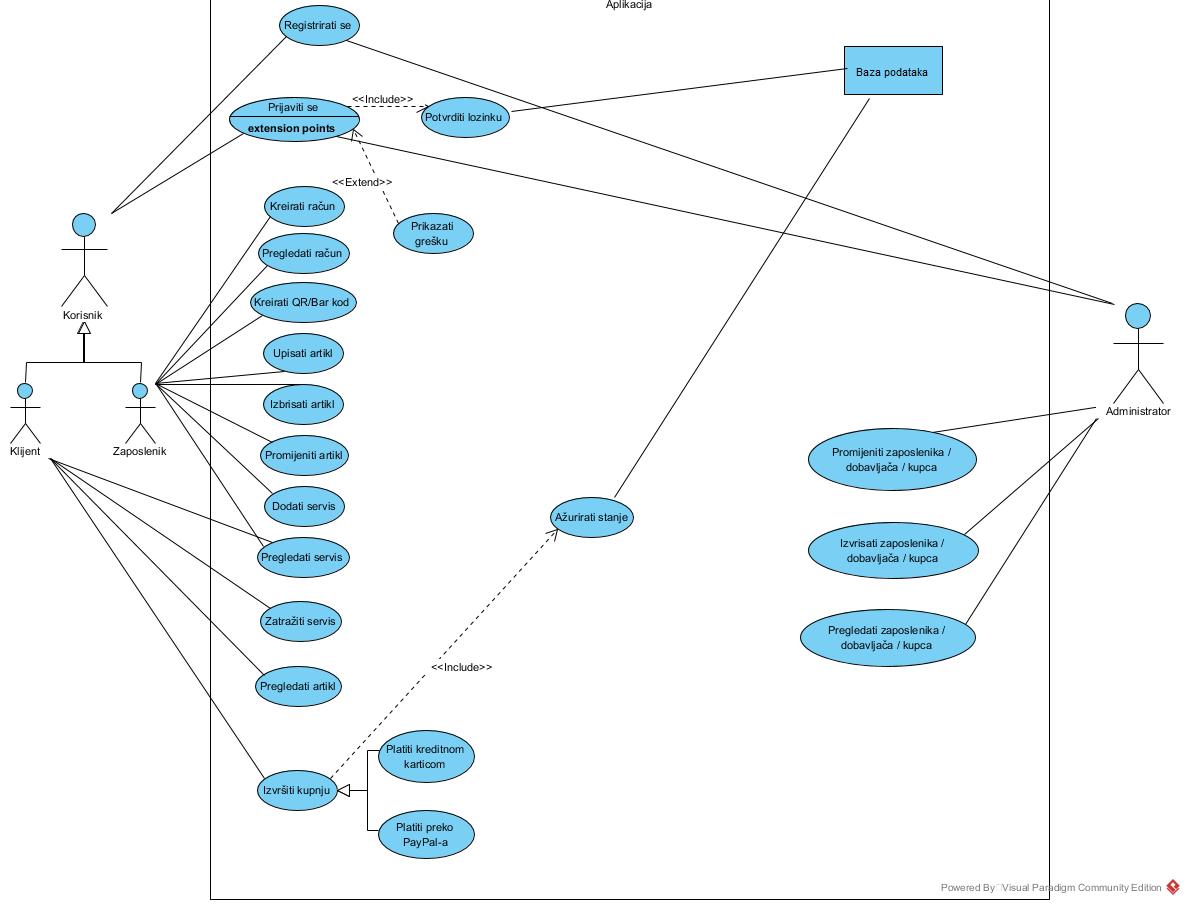 Aplikacija
Registrirati se
Baza podataka
Prijaviti se
extension points
<<Include>>
Potvrditi lozinku
<<Extend>>
Prikazati
grešku
Kreirati račun
Pregledati račun
Kreirati QR/Bar kod
Upisati artikl
Izbrisati artikl
Promijeniti artikl
Dodati servis
Pregledati servis
Zatražiti servis
Pregledati artikl
Izvršiti kupnju
Platiti kreditnom
karticom
Platiti preko
PayPal-a
<<Include>>
Ažurirati stanje
Korisnik
Klijent
Zaposlenik
Administrator
Promijeniti zaposlenika /
dobavljača / kupca
Izvrisati zaposlenika /
dobavljača / kupca
Pregledati zaposlenika /
dobavljača / kupca
Powered By Visual Paradigm Community Edition